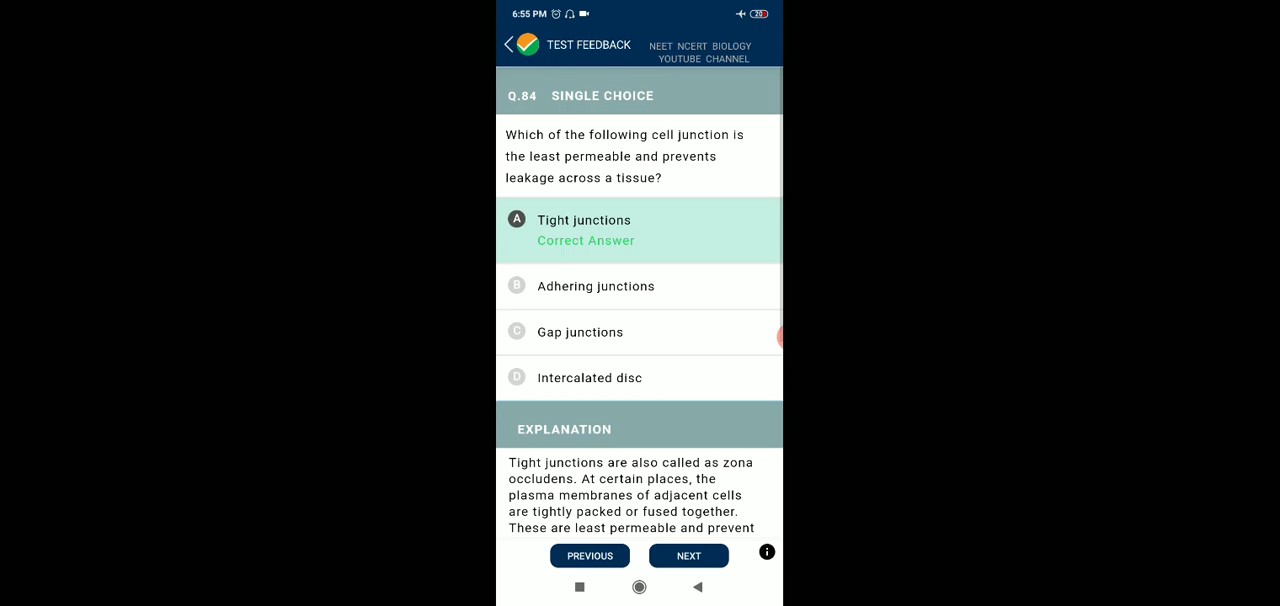 6:55 PM
20
TEST FEEDBACK
NEET NCERT BIOLOGY
YOUTUBE CHANNEL
Q.84 SINGLE CHOICE
Which of the following cell junction is
the least permeable and prevents
leakage across a tissue?
A Tight junctions
Correct Answer
B Adhering junctions
C Gap junctions
D Intercalated disc
EXPLANATION
Tight junctions are also called as zona
occludens. At certain places, the
plasma membranes of adjacent cells
are tightly packed or fused together.
These are least permeable and prevent
PREVIOUS NEXT